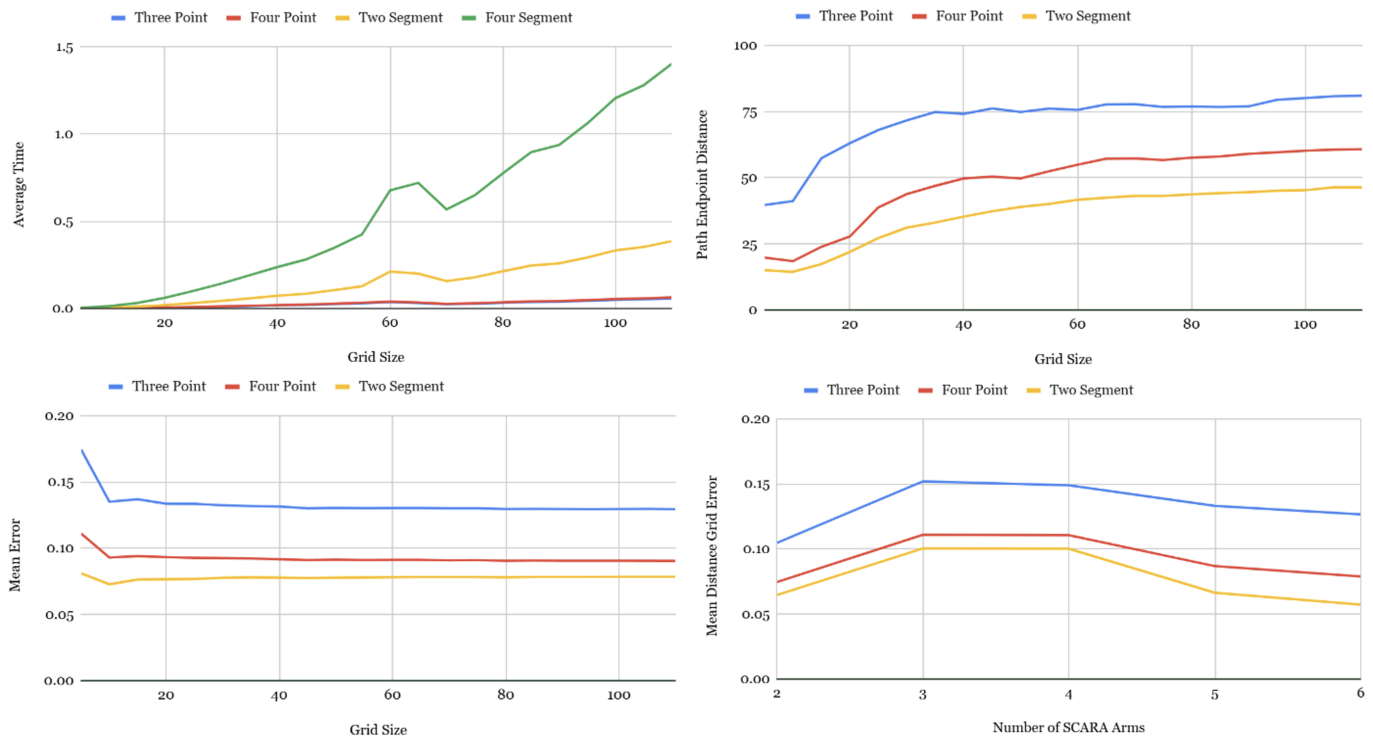 Three Point Four Point Two Segment Four Segment
1.5
1.0
0.5
0.0
Average Time
20 40 60 80 100
Grid Size
Three Point Four Point Two Segment
100
75
50
25
0
Path Endpoint Distance
20 40 60 80 100
Grid Size
Three Point Four Point Two Segment
0.20
0.15
0.10
0.05
0.00
Mean Error
20 40 60 80 100
Grid Size
Three Point Four Point Two Segment
0.20
0.15
0.10
0.05
0.00
Mean Distance Grid Error
2 3 4 5 6
Number of SCARA Arms